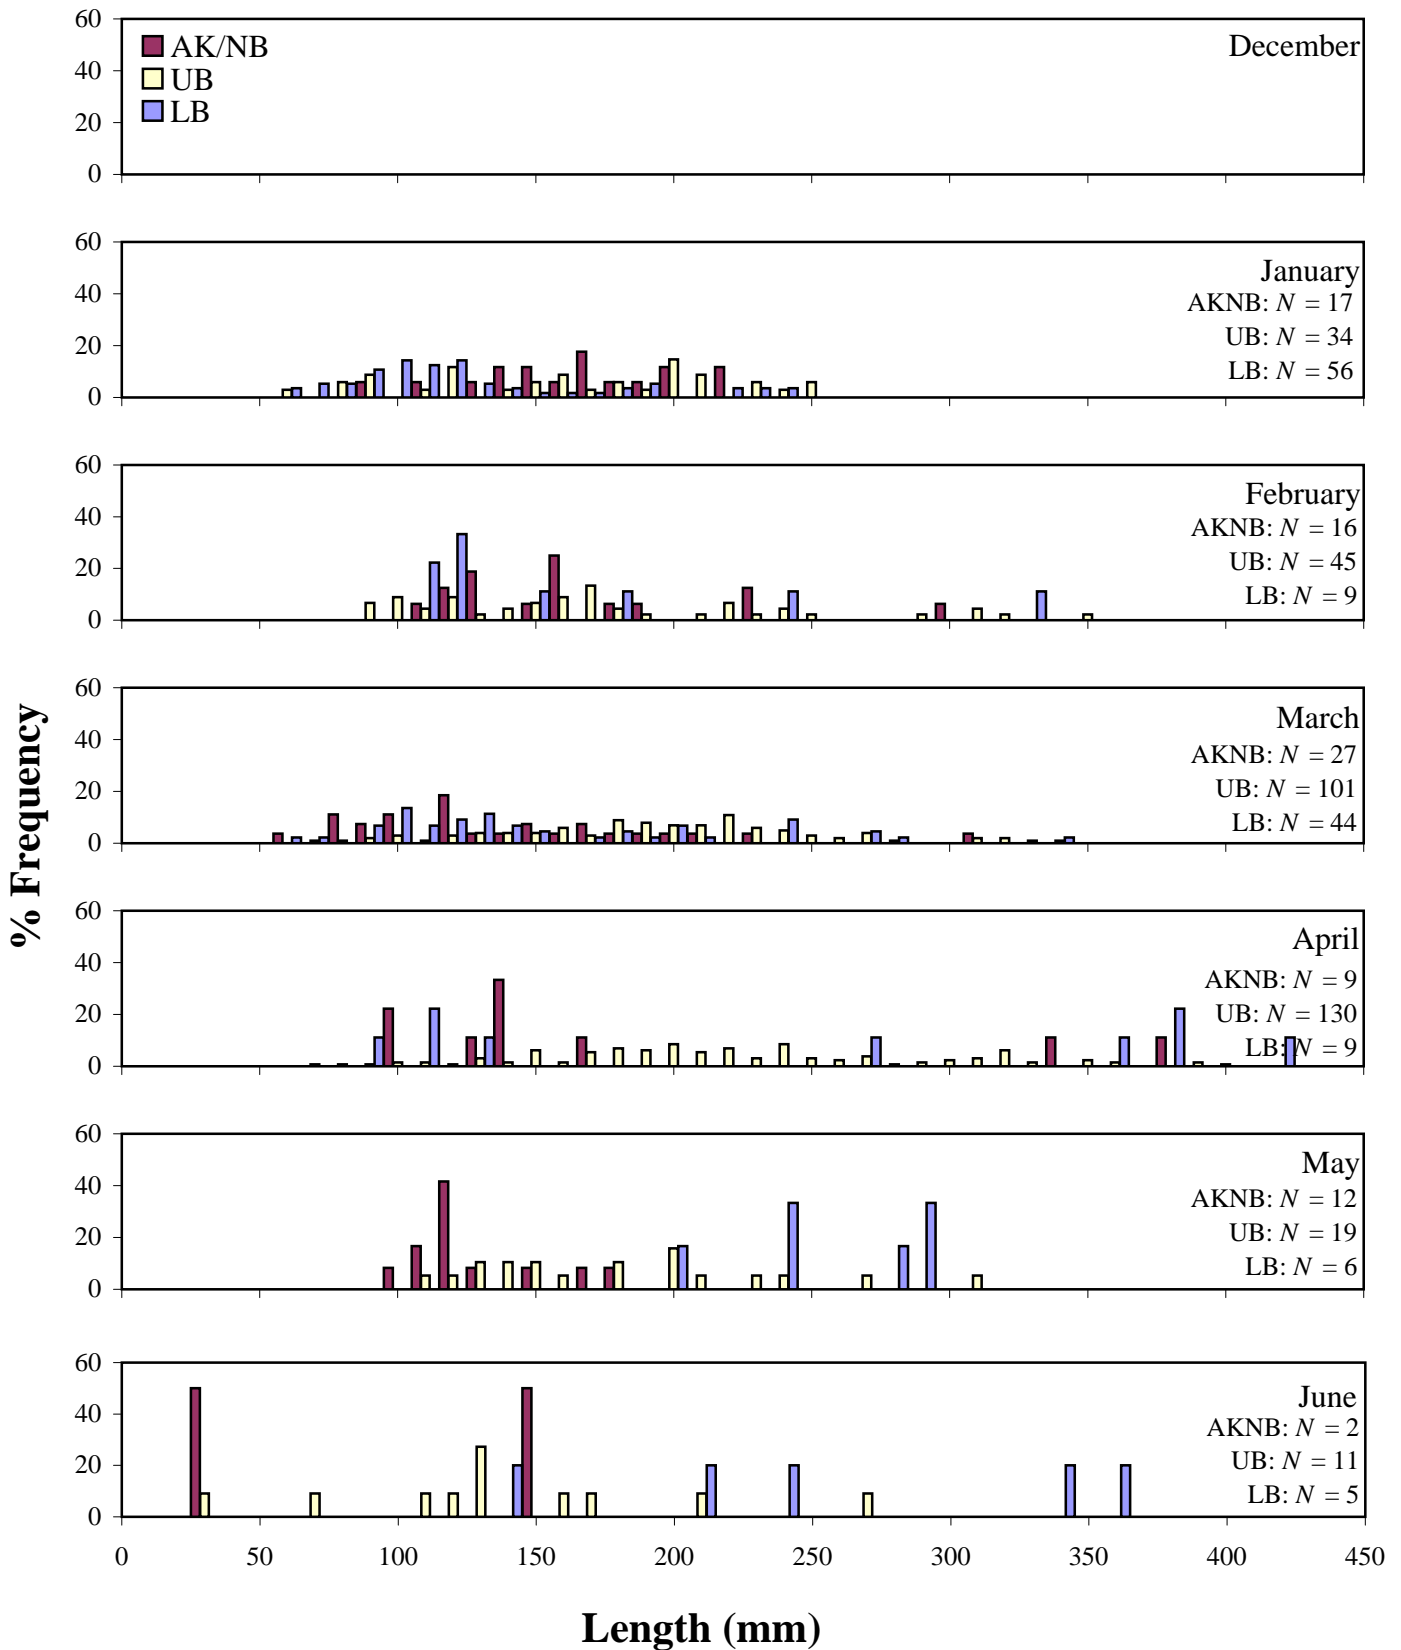 60
40
20
0
AK/NB
UB
LB
December
60
40
20
0
January
AKNB: N = 17
UB: N = 34
LB: N = 56
60
40
20
0
February
AKNB: N = 16
UB: N = 45
LB: N = 9
% Frequency
60
40
20
0
March
AKNB: N = 27
UB: N = 101
LB: N = 44
60
40
20
0
April
AKNB: N = 9
UB: N = 130
LB: N = 9
60
40
20
0
May
AKNB: N = 12
UB: N = 19
LB: N = 6
60
40
20
0
June
AKNB: N = 2
UB: N = 11
LB: N = 5
0 50 100 150 200 250 300 350 400 450
Length (mm)